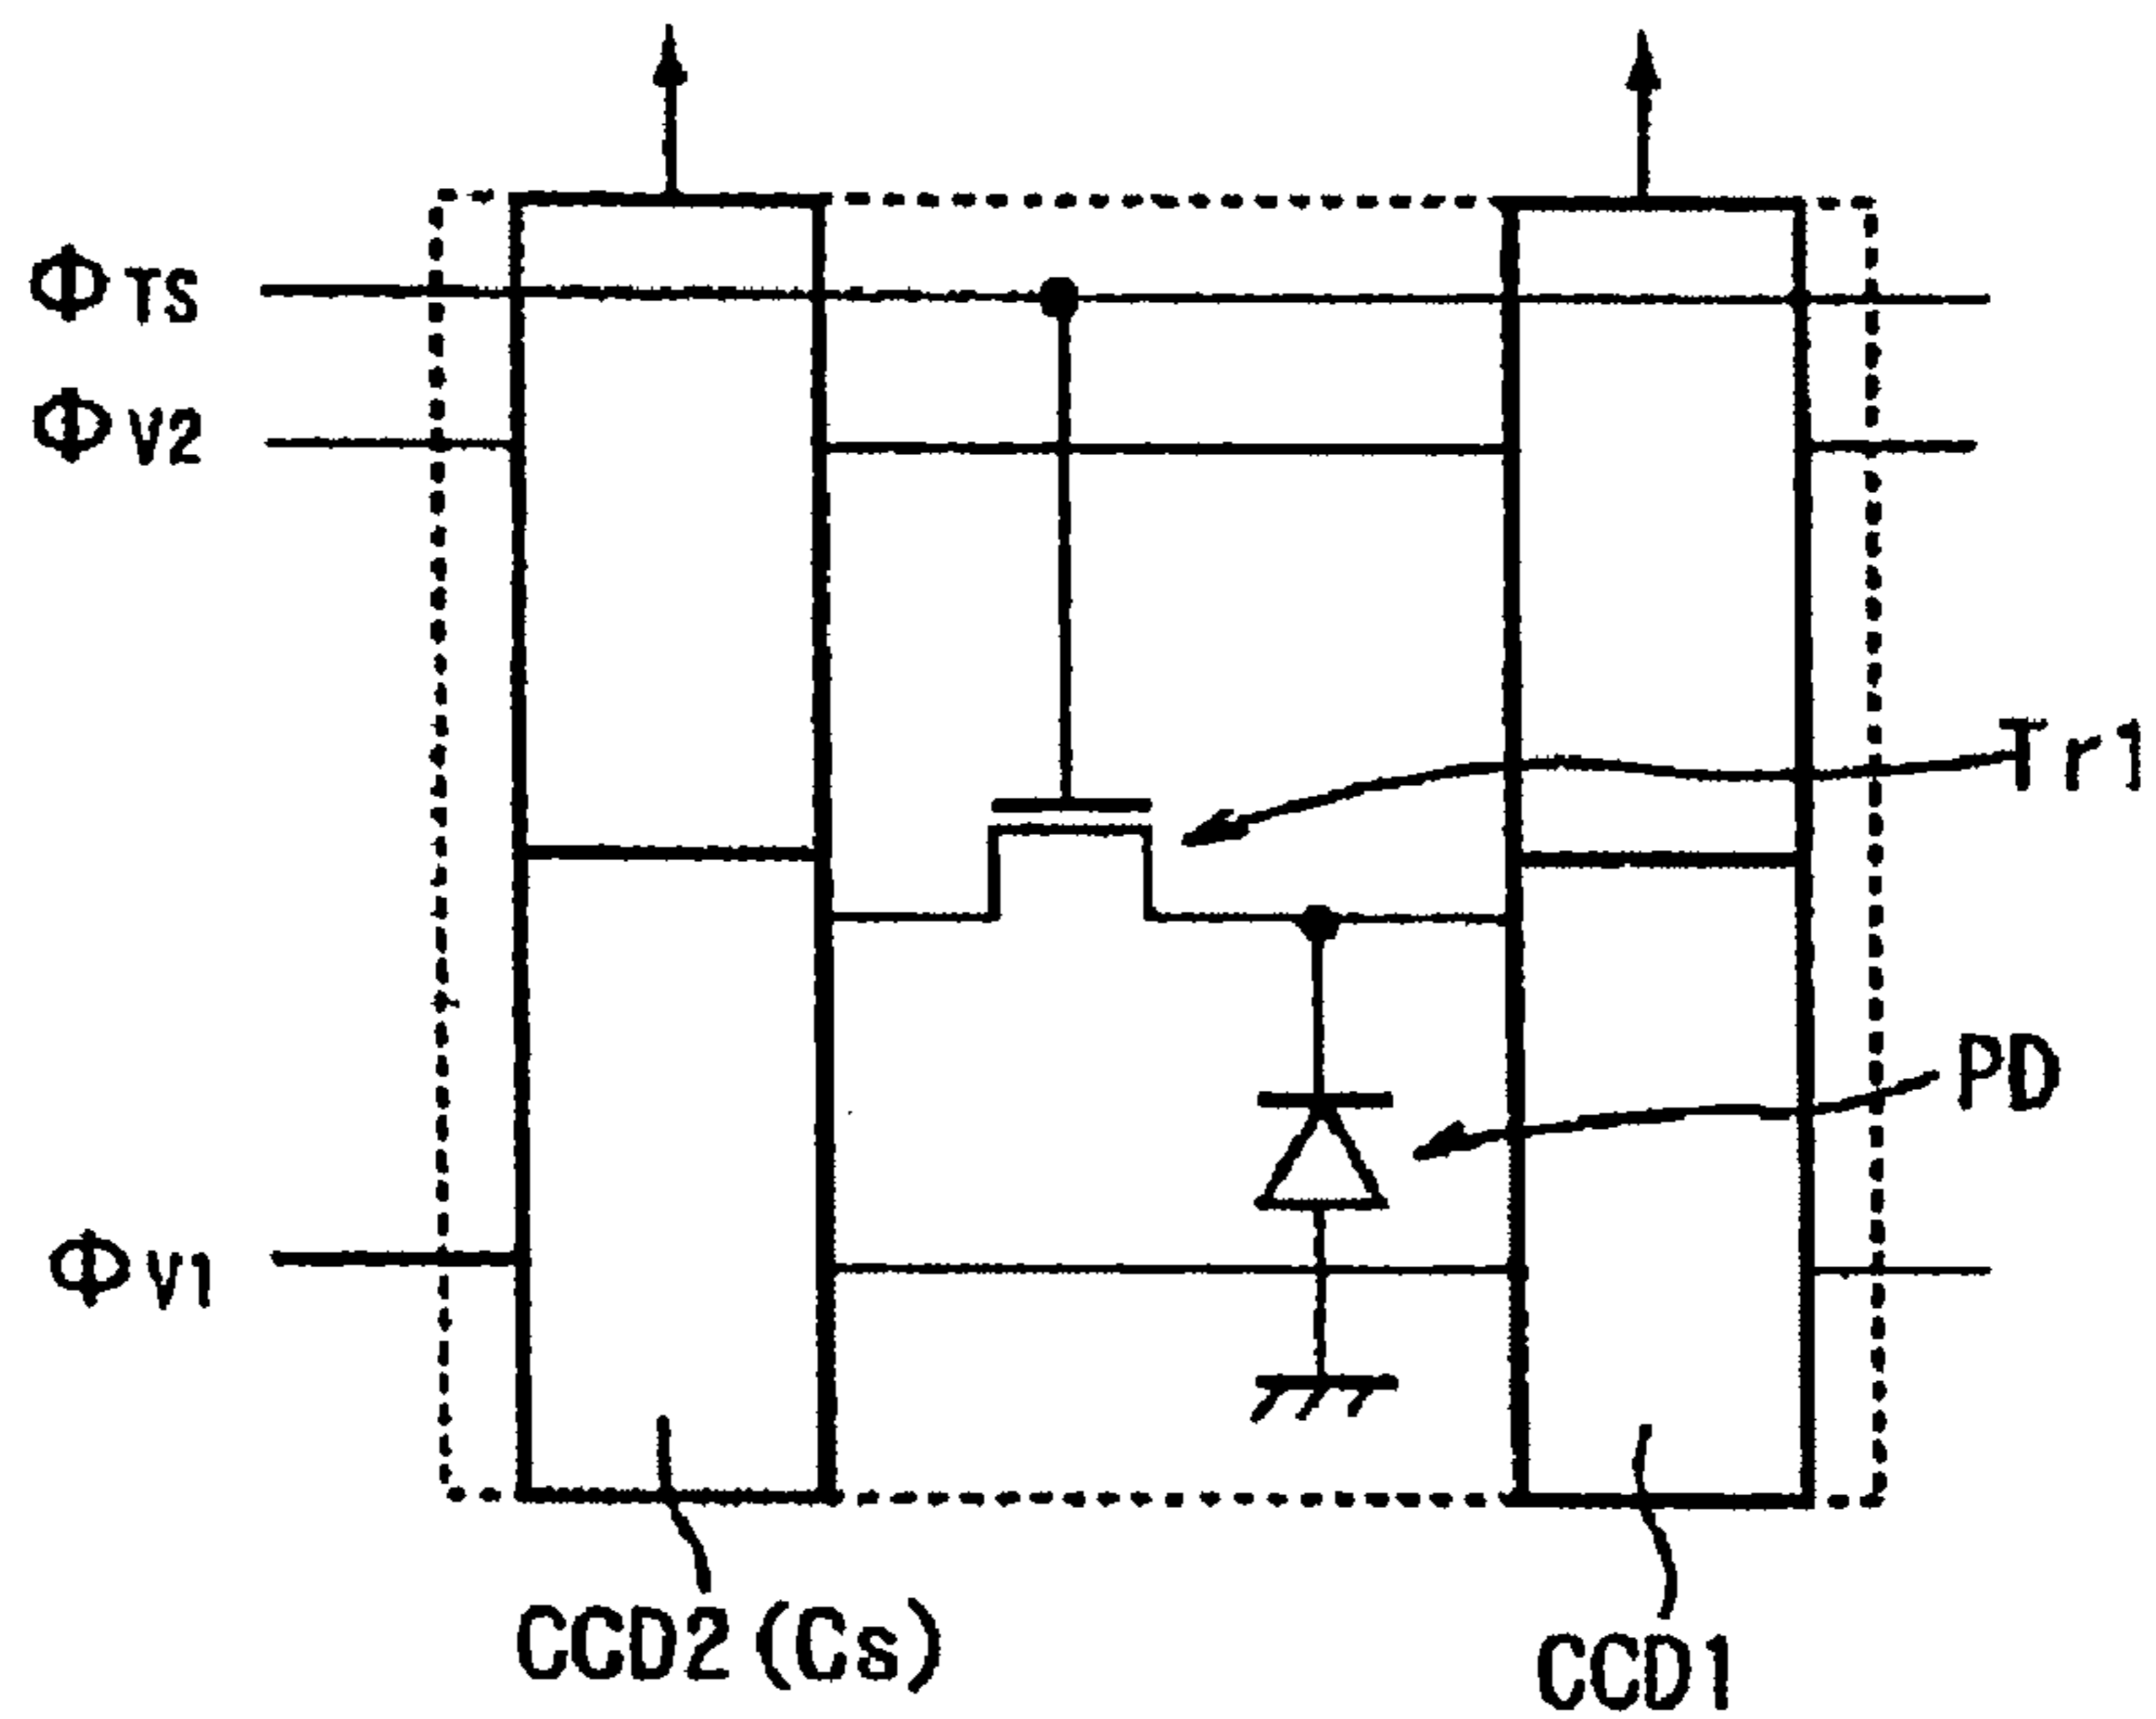 ΦTS
ΦV2
Tr1
PD
ΦV1
CCD2(Cs)
CCD1